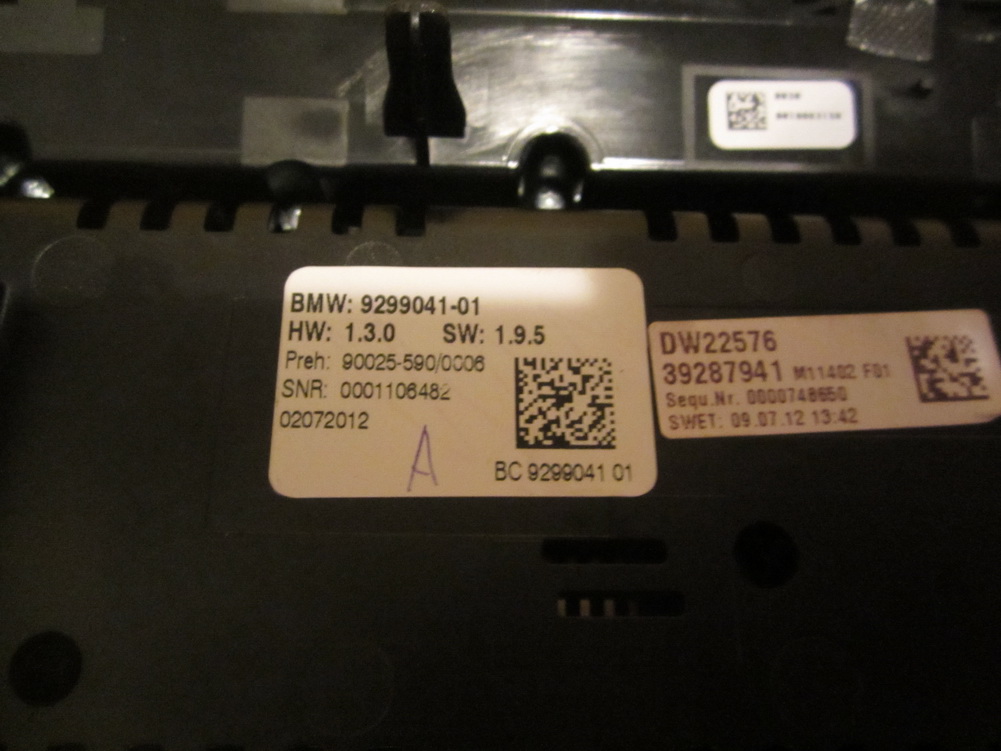 BMW: 9299041-01
HW: 1.3.0 SW: 1.9.5
Preh: 90025-590/0006
SNR: 0001106482
02072012
A
BC 9299041 01
DW22576
39287941 M11402 F01
Sequ.Nr. 0000748650
SWET: 09.07.12 13:42